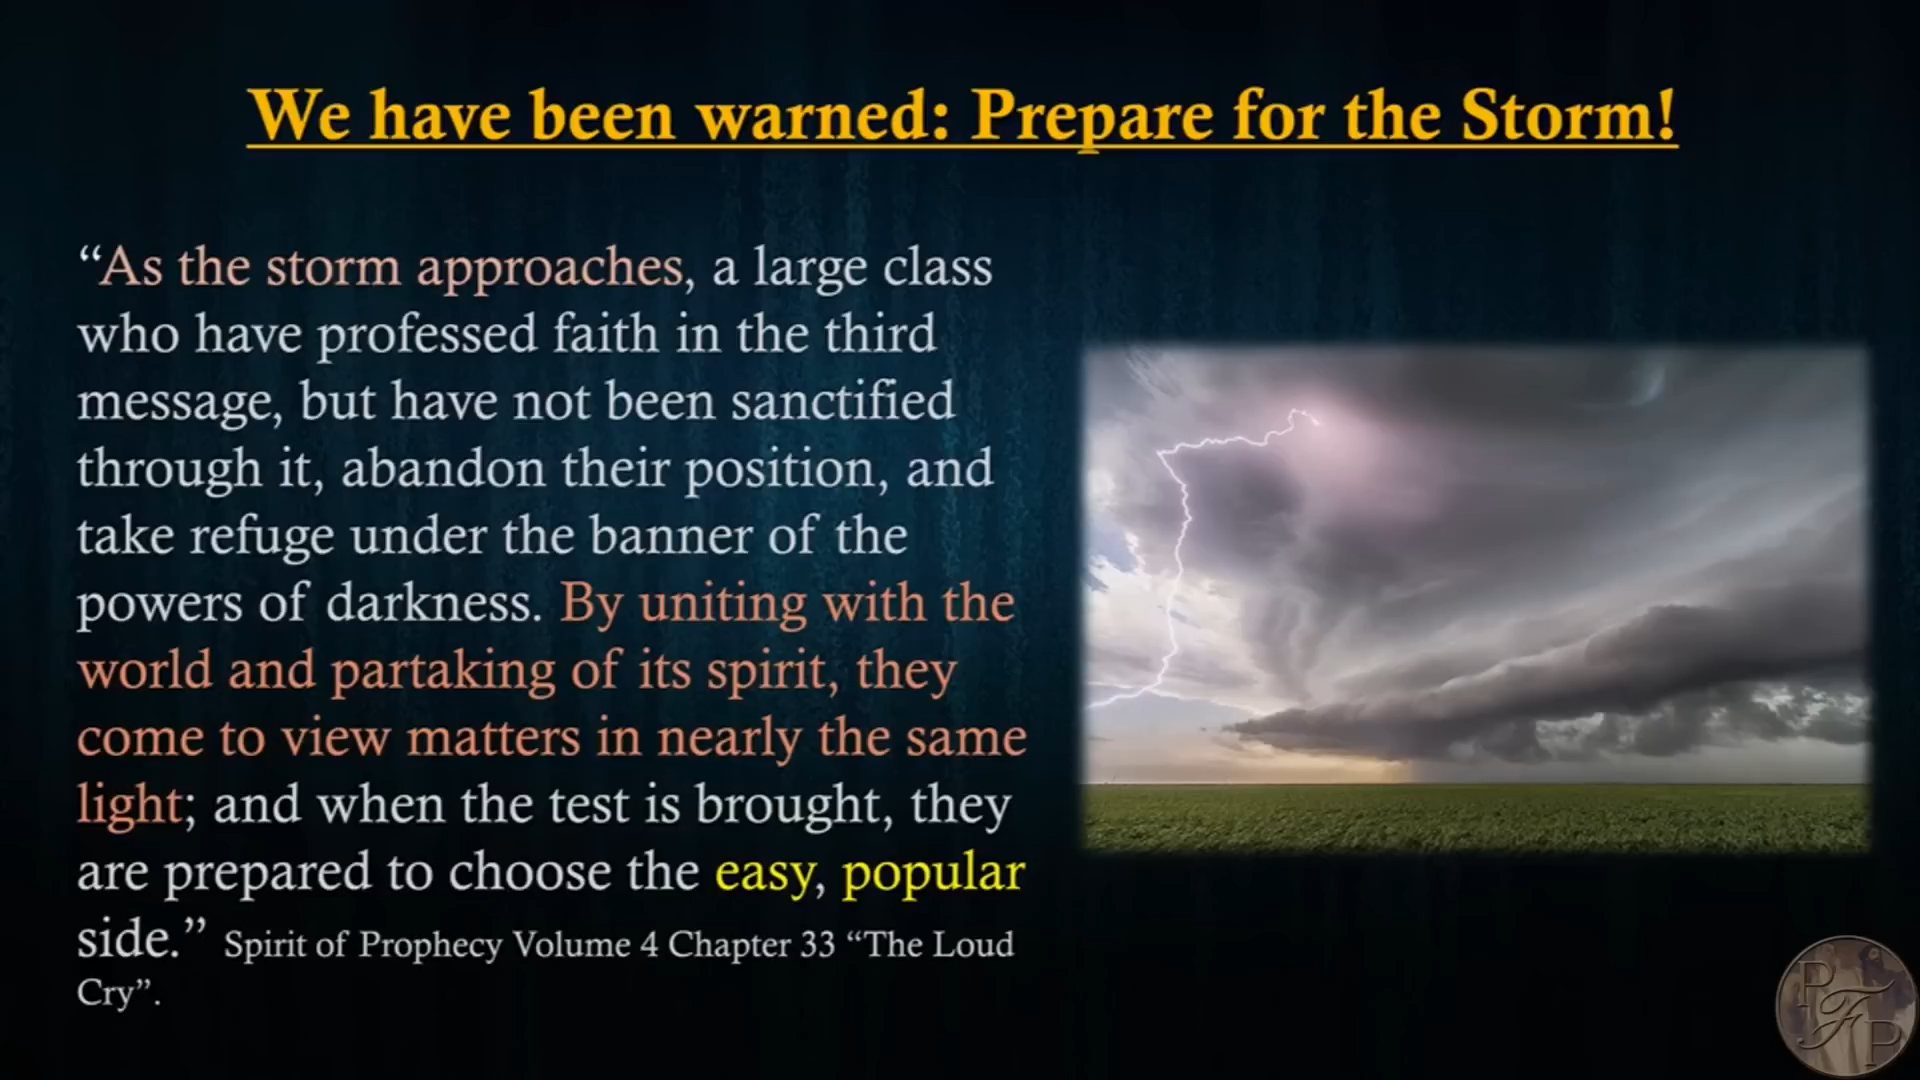 We have been warned: Prepare for the Storm!
“As the storm approaches, a large class
who have professed faith in the third
message, but have not been sanctified
through it, abandon their position, and
take refuge under the banner of the
powers of darkness. By uniting with the
world and partaking of its spirit, they
come to view matters in nearly the same
light; and when the test is brought, they
are prepared to choose the easy, popular
side.” Spirit of Prophecy Volume 4 Chapter 33 “The Loud
Cry”.
P F P